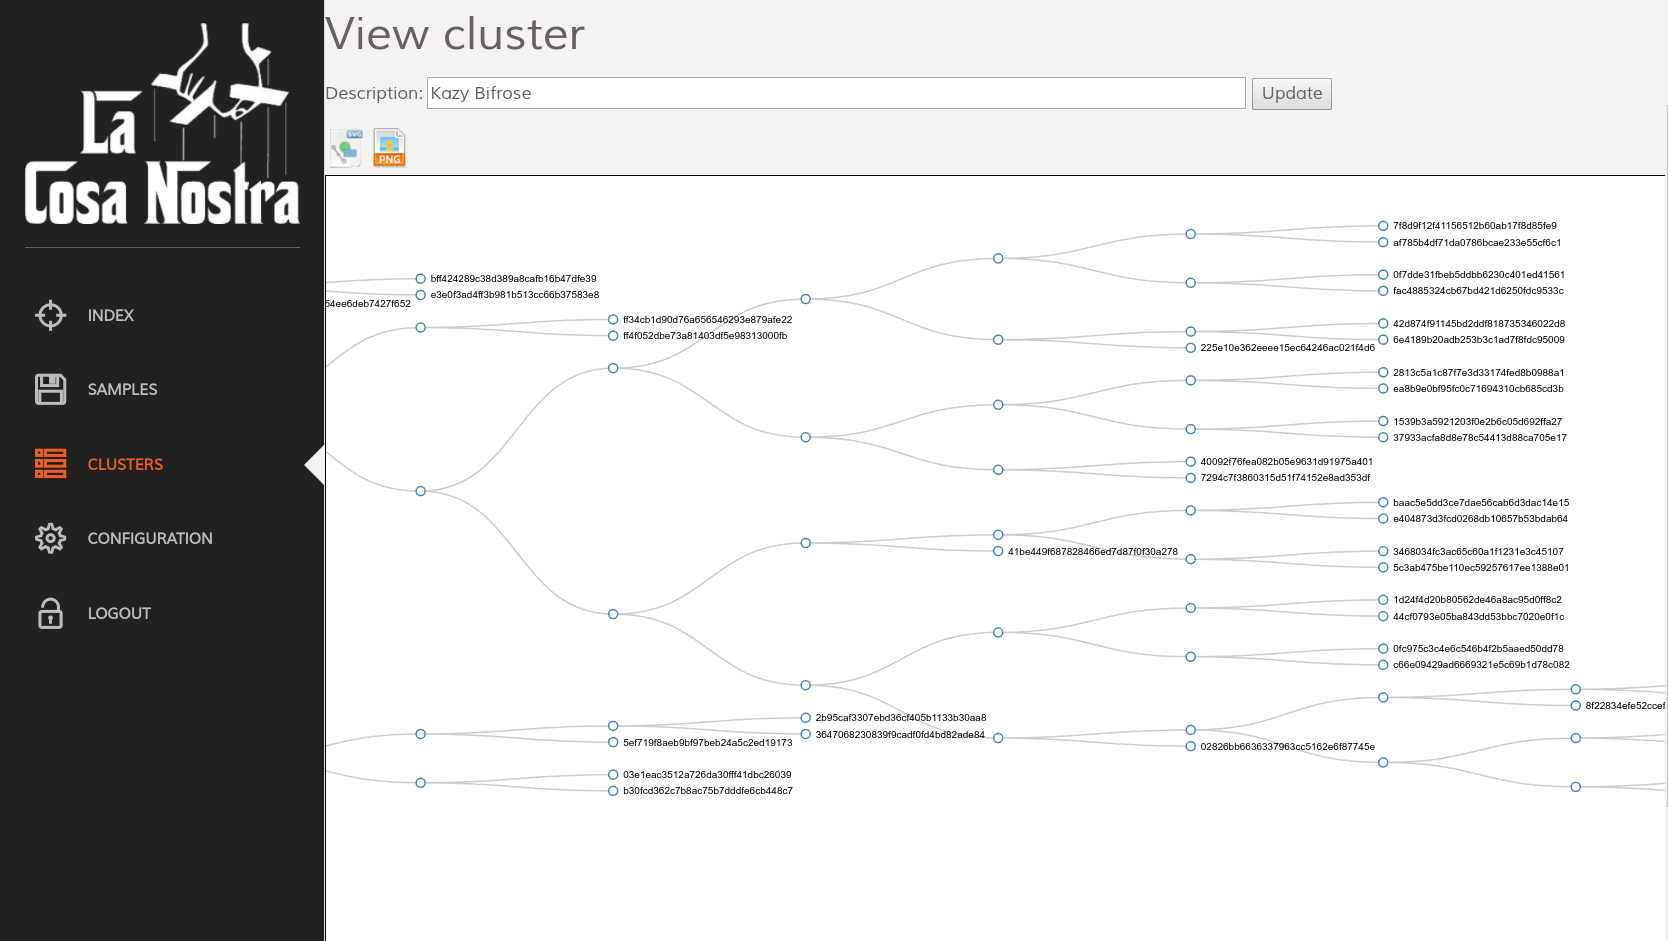 La
Cosa Nostra
INDEX
SAMPLES
CLUSTERS
CONFIGURATION
LOGOUT
View cluster
Description: Kazy Bifrose Update
SVG PNG
7f8d9f12f41156512b60ab17f8d85fe9
af785b4df71da0786bcae233e55cf6c1
bff424289c38d389a8cafb16b47dfe39
0f7dde31fbeb5ddbb6230c401ed41561
e3e0f3ad4ff3b981b513cc66b37583e8
fac4885324cb67bd421d6250fdc9533c
54ee6deb7427f652
ff34cb1d90d76a656546293e879afe22
42d874f91145bd2ddf818735346022d8
ff4f052dbe73a81403df5e98313000fb
6e4189b20adb253b3c1ad7f8fdc95009
225e10e362eeee15ec64246ac021f4d6
2813c5a1c87f7e3d33174fed8b0988a1
ea8b9e0bf95fc0c71694310cb685cd3b
1539b3a5921203f0e2b6c05d692ffa27
37933acfa8d8e78c54413d88ca705e17
40092f76fea082b05e9631d91975a401
7294c7f3860315d51f74152e8ad353df
baac5e5dd3ce7dae56cab6d3dac14e15
e404873d3fcd0268db10657b53bdab64
41be449f687828466ed7d87f0f30a278
3468034fc3ac65c60a1f1231e3c45107
5c3ab475be110ec59257617ee1388e01
1d24f4d20b80562de46a8ac95d0ff8c2
44cf0793e05ba843dd53bbc7020e0f1c
0fc975c3c4e6c546b4f2b5aaed50dd78
c66e09429ad6669321e5c69b1d78c082
8f22834efe52ccef
2b95caf3307ebd36cf405b1133b30aa8
3647068230839f9cadf0fd4bd82ade84
5ef719f8aeb9bf97beb24a5c2ed19173
02826bb6636337963cc5162e6f87745e
03e1eac3512a726da30fff41dbc26039
b30fcd362c7b8ac75b7dddfe6cb448c7